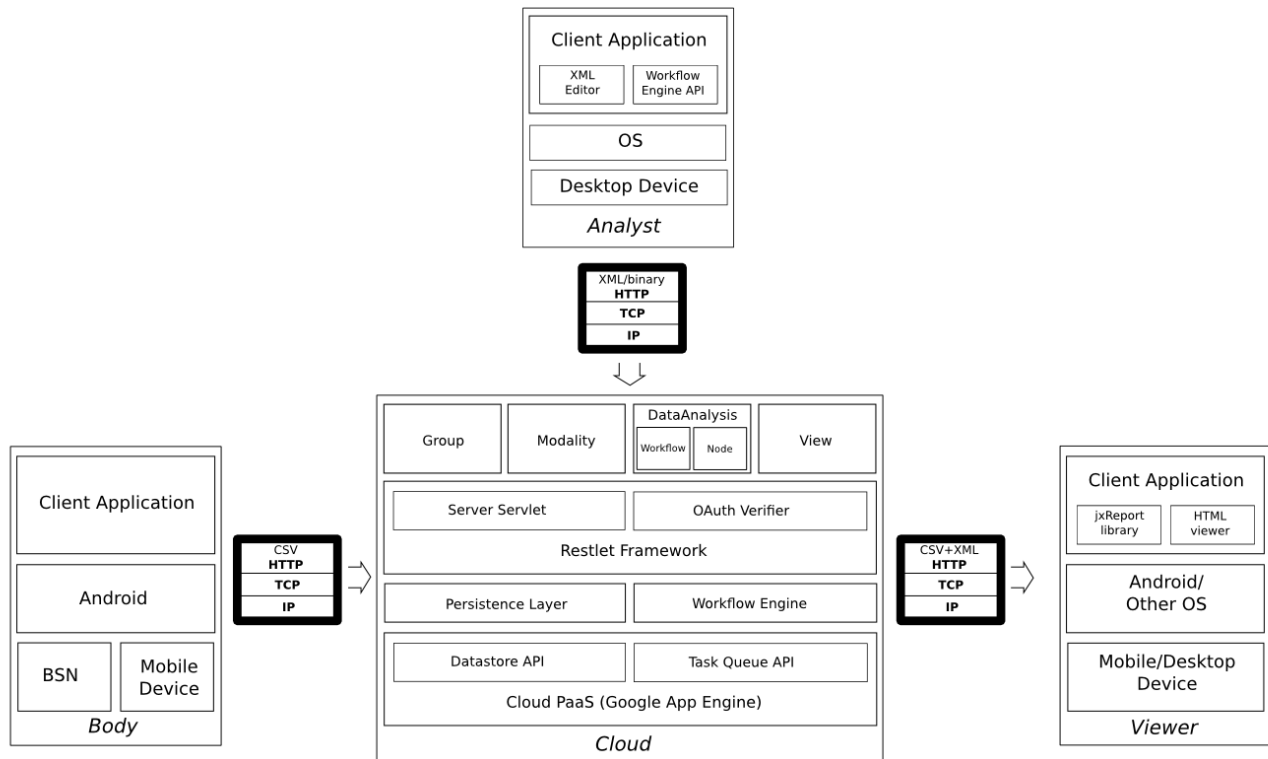 Client Application
XML
Editor
Workflow
Engine API
OS
Desktop Device
Analyst
XML/binary
HTTP
TCP
IP
Client Application
Android
BSN
Mobile
Device
Body
CSV
HTTP
TCP
IP
Group
Modality
DataAnalysis
Workflow
Node
View
Server Servlet
OAuth Verifier
Restlet Framework
Persistence Layer
Workflow Engine
Datastore API
Task Queue API
Cloud PaaS (Google App Engine)
Cloud
CSV+XML
HTTP
TCP
IP
Client Application
jxReport
library
HTML
viewer
Android/
Other OS
Mobile/Desktop
Device
Viewer